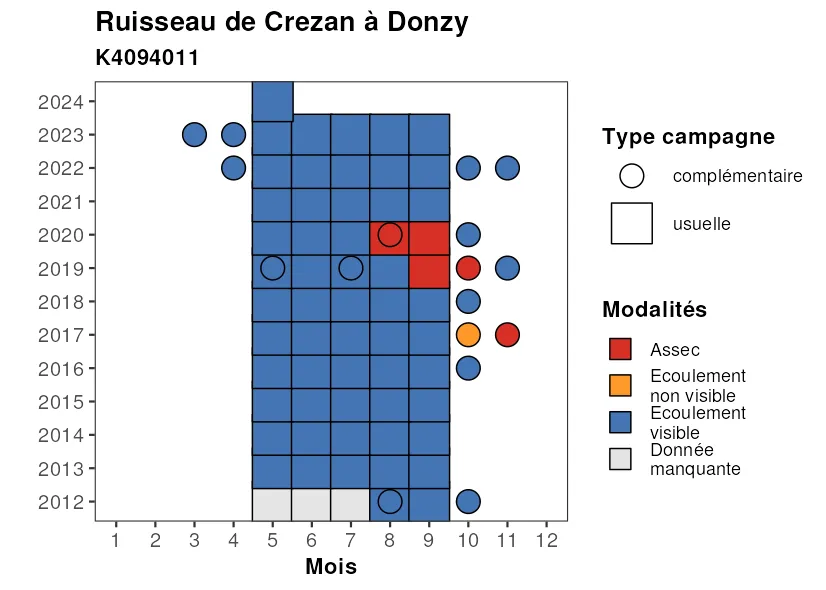 Ruisseau de Crezan à Donzy
K4094011
2024
2023
2022
2021
2020
2019
2018
2017
2016
2015
2014
2013
2012
1 2 3 4 5 6 7 8 9 10 11 12
Mois
Type campagne
complémentaire
usuelle
Modalités
Assec
Ecoulement
non visible
Ecoulement
visible
Donnée
manquante